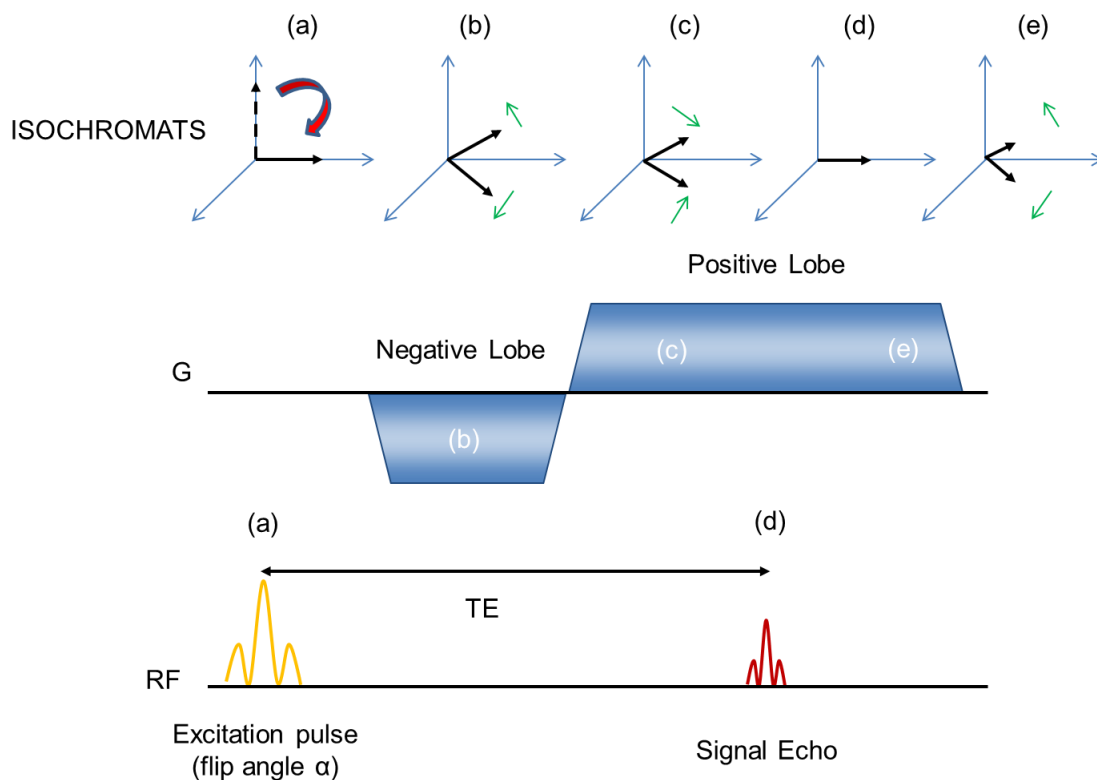 (a) (b) (c) (d) (e)
ISOCHROMATS
Positive Lobe
Negative Lobe
(c) (e)
G
(b)
(a) (d)
TE
RF
Excitation pulse
(flip angle α)
Signal Echo